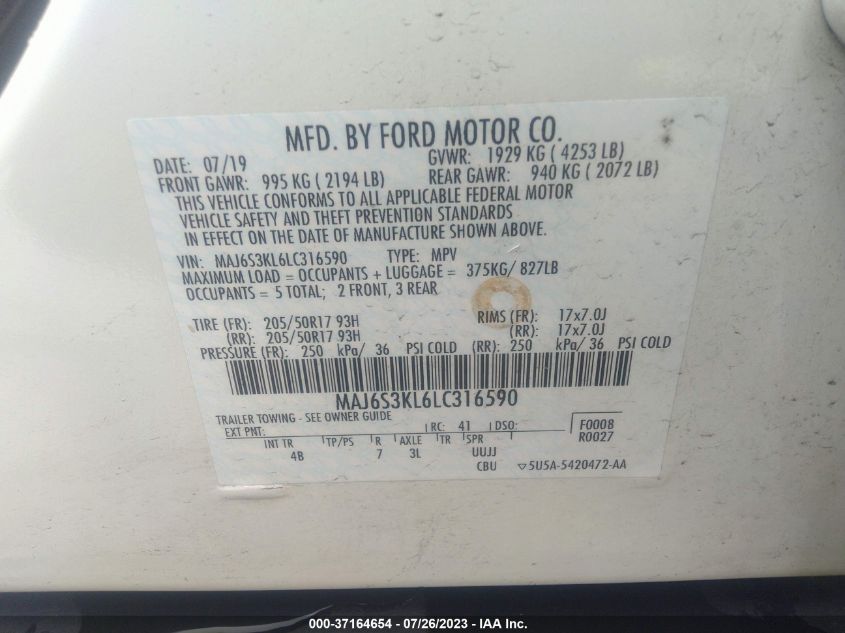 MFD. BY FORD MOTOR CO.
DATE: 07/19 GVWR: 1929 KG ( 4253 LB)
FRONT GAWR: 995 KG ( 2194 LB) REAR GAWR: 940 KG ( 2072 LB)
THIS VEHICLE CONFORMS TO ALL APPLICABLE FEDERAL MOTOR
VEHICLE SAFETY AND THEFT PREVENTION STANDARDS
IN EFFECT ON THE DATE OF MANUFACTURE SHOWN ABOVE.
VIN: MAJ6S3KL6LC316590 TYPE: MPV
MAXIMUM LOAD = OCCUPANTS + LUGGAGE = 375KG/ 827LB
OCCUPANTS = 5 TOTAL; 2 FRONT, 3 REAR
TIRE (FR): 205/50R17 93H RIMS (FR): 17x7.0J
(RR): 205/50R17 93H (RR): 17x7.0J
PRESSURE (FR): 250 kPa/ 36 PSI COLD (RR): 250 kPa/ 36 PSI COLD
MAJ6S3KL6LC316590
TRAILER TOWING - SEE OWNER GUIDE
EXT PNT: RC: 41 DSO: F0008
R0027
INT TR TP/PS R AXLE TR SPR
4B 7 3L UUJJ
CBU ▽5U5A-5420472-AA
000-37164654 / 07/26/2023 - IAA Inc.